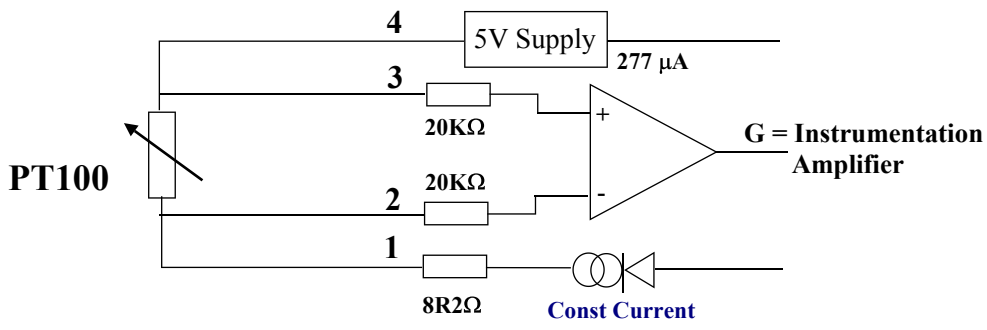 4
5V Supply
277 μA
3
20KΩ
+
G = Instrumentation
Amplifier
PT100
20KΩ
2
-
1
8R2Ω
Const Current